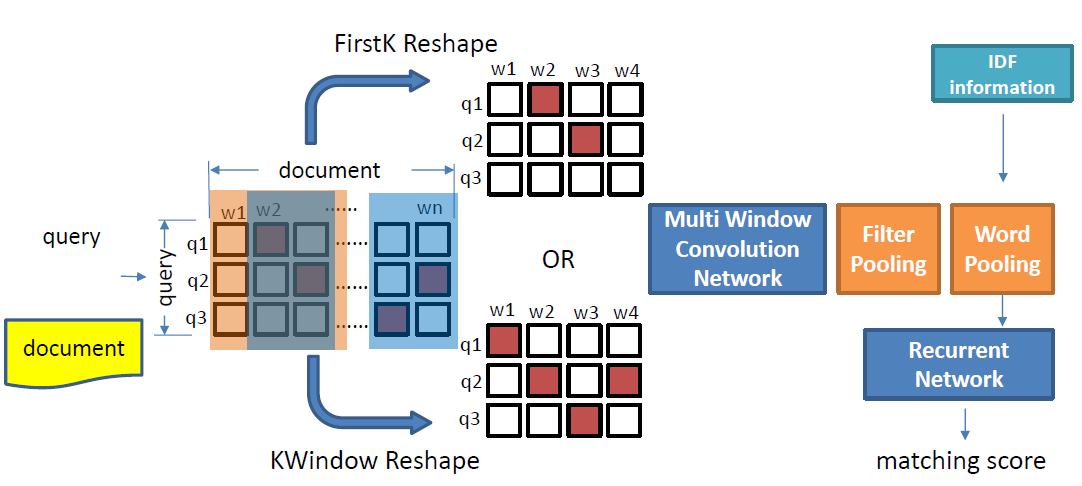 FirstK Reshape
w1 w2 w3 w4
q1
q2
q3
document
w1 w2 ...... wn
query
q1 ......
q2 ......
q3 ......
query
document
KWindow Reshape
OR
w1 w2 w3 w4
q1
q2
q3
IDF
information
Multi Window
Convolution
Network
Filter
Pooling
Word
Pooling
Recurrent
Network
matching score